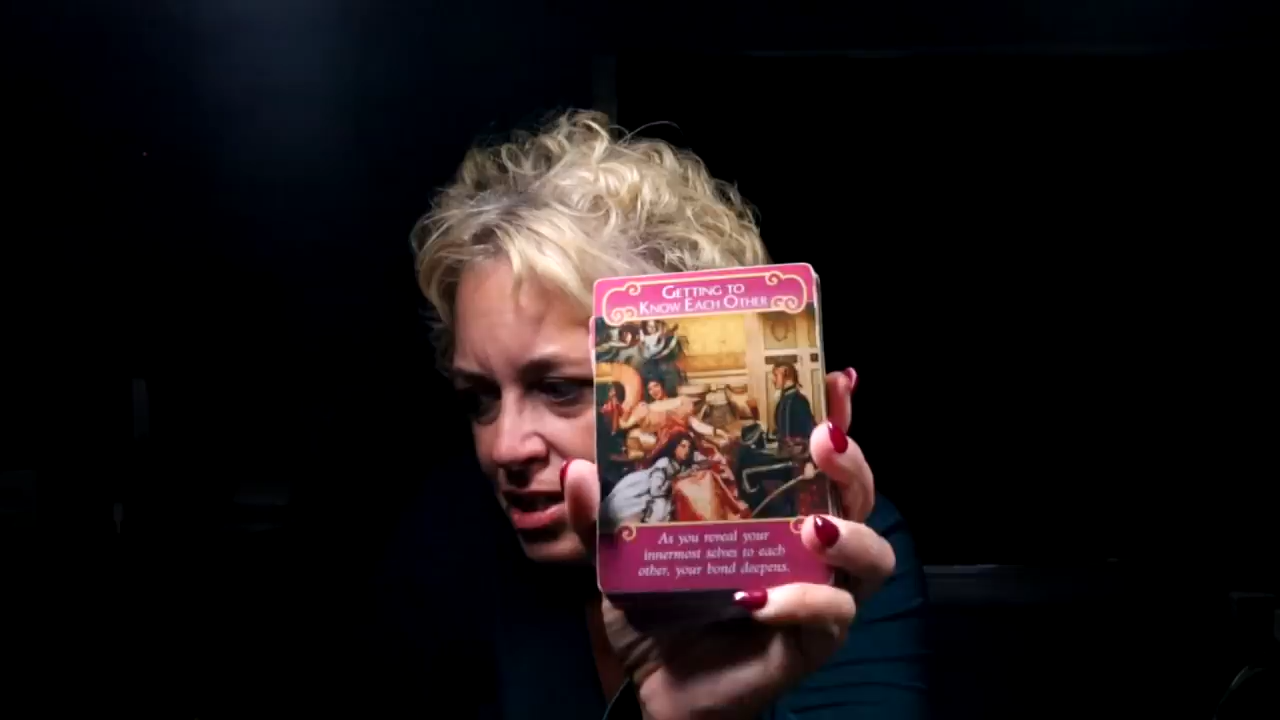 GETTING TO
KNOW EACH OTHER
As you reveal your
innermost selves to each
other, your bond deepens.